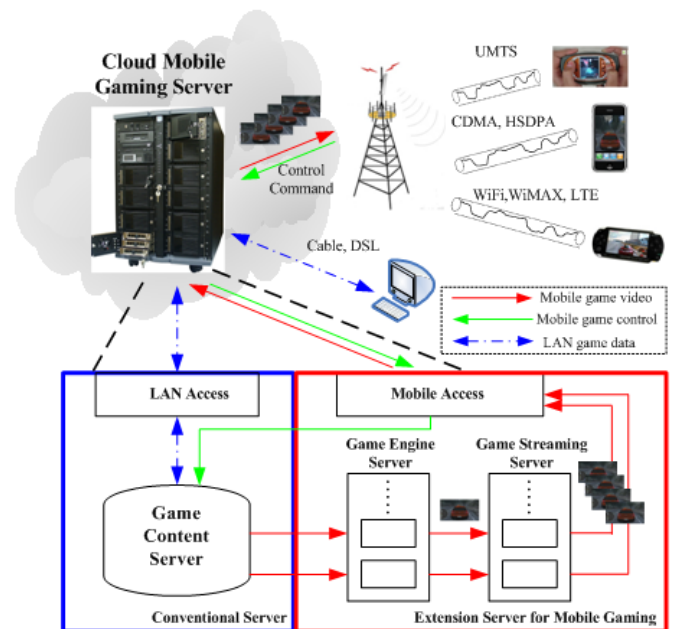 Cloud Mobile
Gaming Server
UMTS
CDMA, HSDPA
Control
Command
WiFi,WiMAX, LTE
Cable, DSL
Mobile game video
Mobile game control
LAN game data
LAN Access
Mobile Access
Game Engine
Server
Game Streaming
Server
Game
Content
Server
Conventional Server
Extension Server for Mobile Gaming